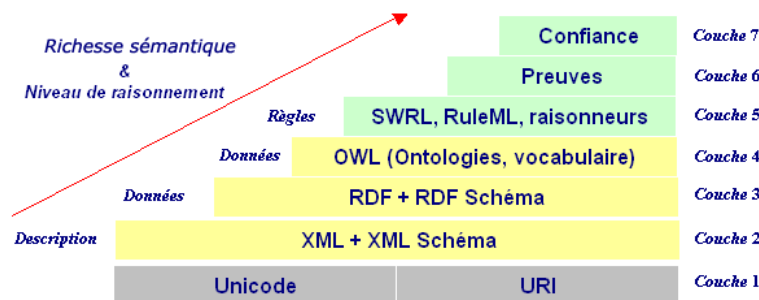 Richesse sémantique
&
Niveau de raisonnement
Confiance Couche 7
Preuves Couche 6
Règles SWRL, RuleML, raisonneurs Couche 5
Données OWL (Ontologies, vocabulaire) Couche 4
Données RDF + RDF Schéma Couche 3
Description XML + XML Schéma Couche 2
Unicode URI Couche 1